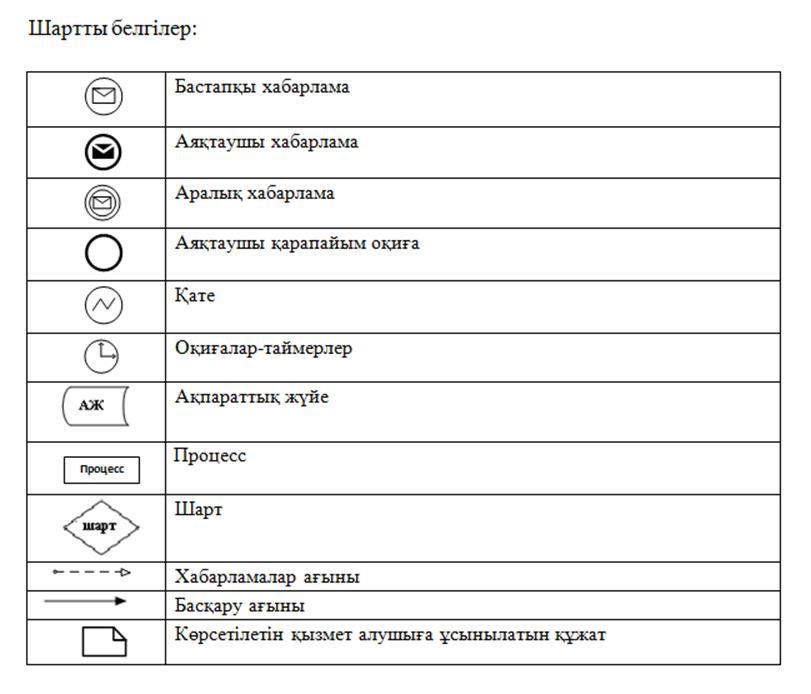 Шартты белгілер:
Бастапқы хабарлама
Аяқтаушы хабарлама
Аралық хабарлама
Аяқтаушы қарапайым оқиға
Қате
Оқиғалар-таймерлер
АЖ
Ақпараттық жүйе
Процесс
Процесс
шарт
Шарт
Хабарламалар ағыны
Басқару ағыны
Көрсетілетін қызмет алушыға ұсынылатын құжат